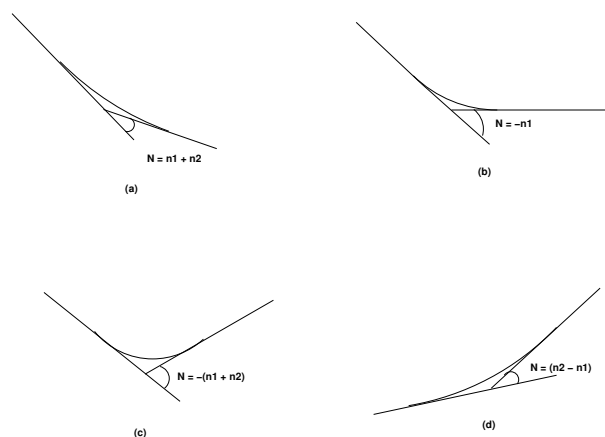 N = n1 + n2
(a)
N = −n1
(b)
N = −(n1 + n2)
(c)
N = (n2 − n1)
(d)